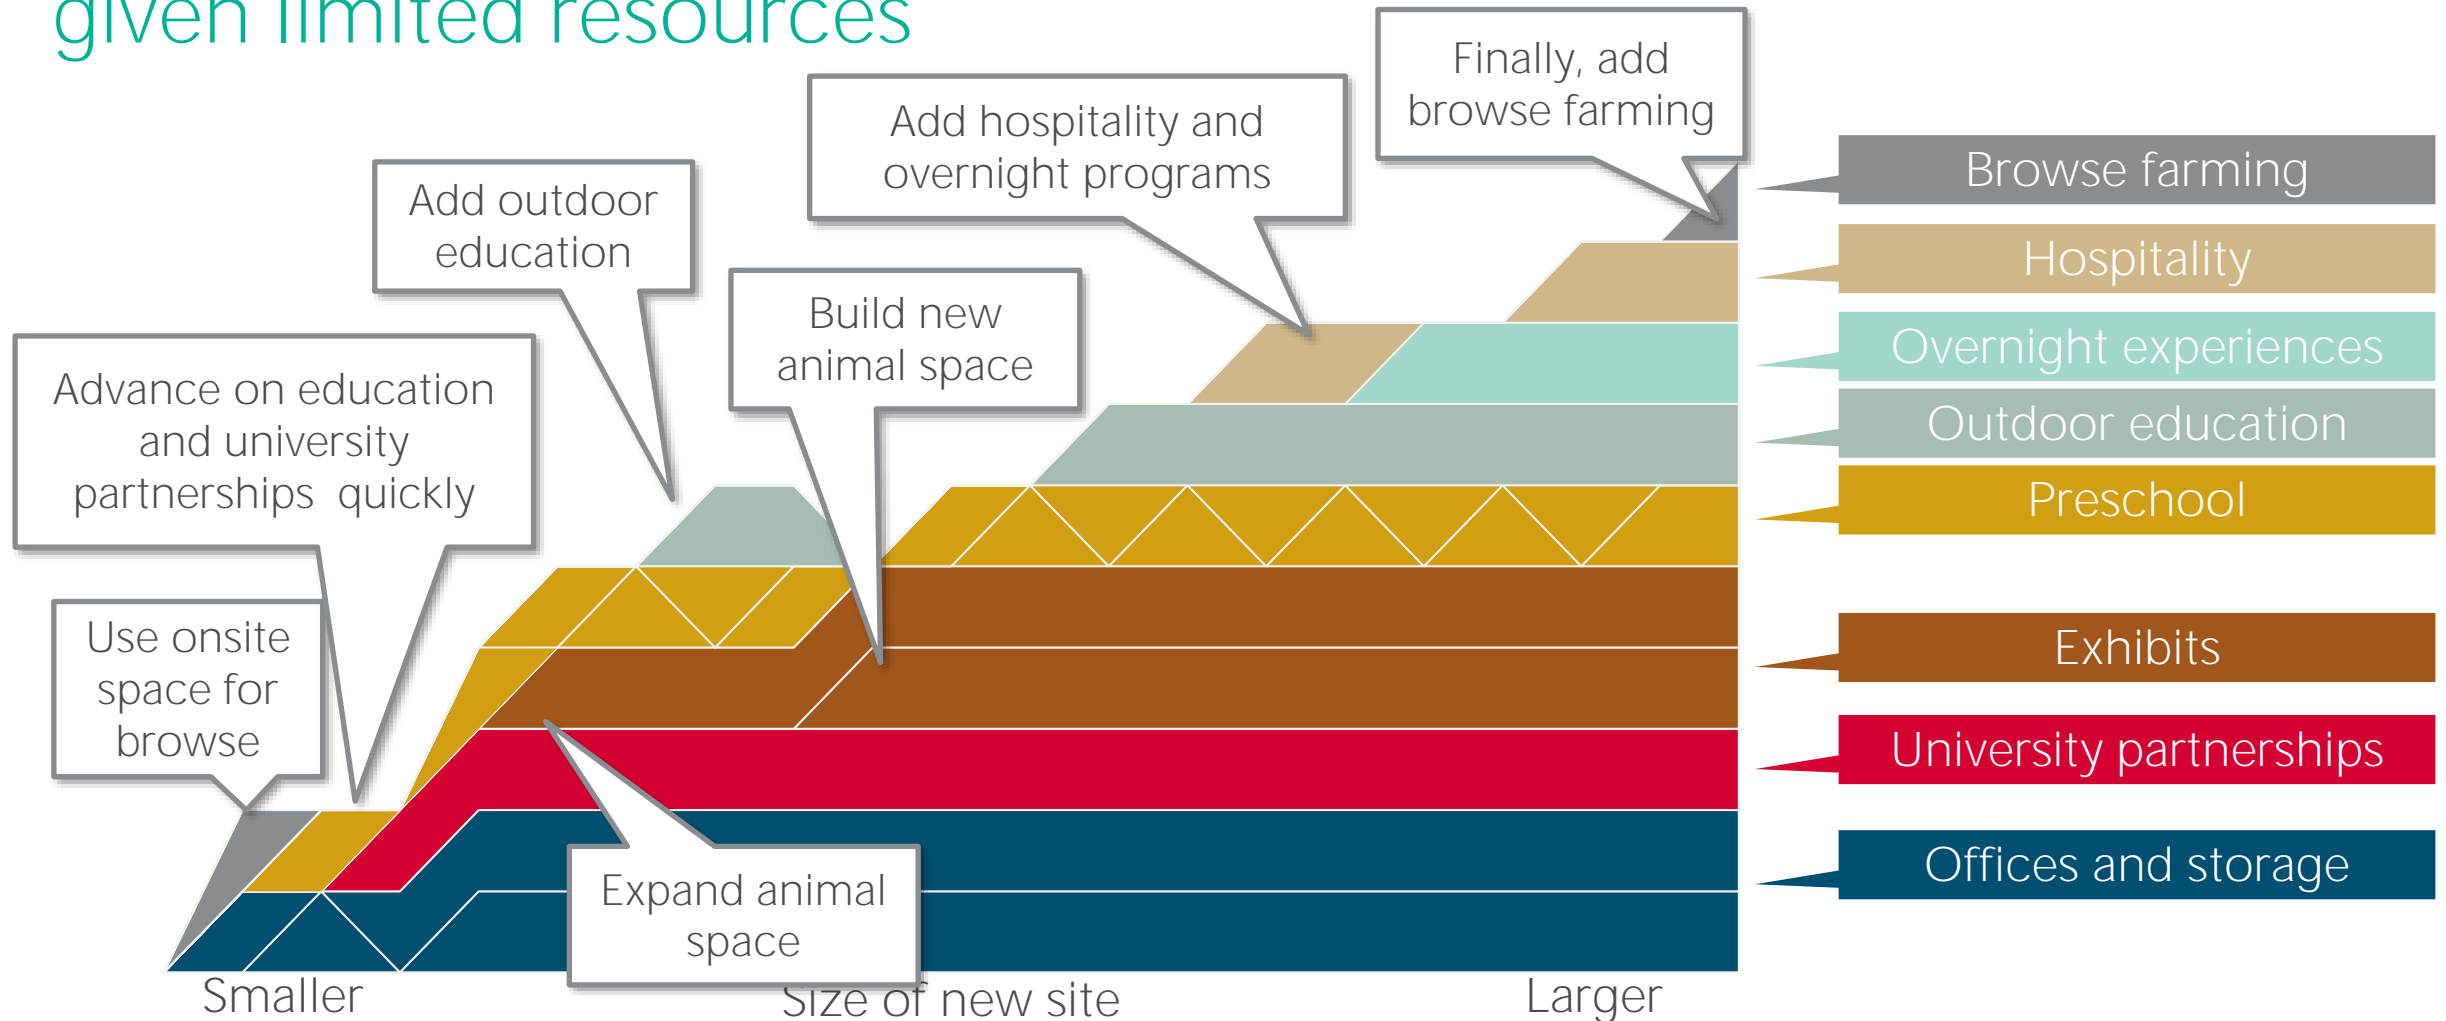 given limited resources
Finally, add
browse farming
Add hospitality and
overnight programs
Add outdoor
education
Build new
animal space
Advance on education
and university
partnerships quickly
Use onsite
space for
browse
Expand animal
space
Browse farming
Hospitality
Overnight experiences
Outdoor education
Preschool
Exhibits
University partnerships
Offices and storage
Smaller
Size of new site
Larger